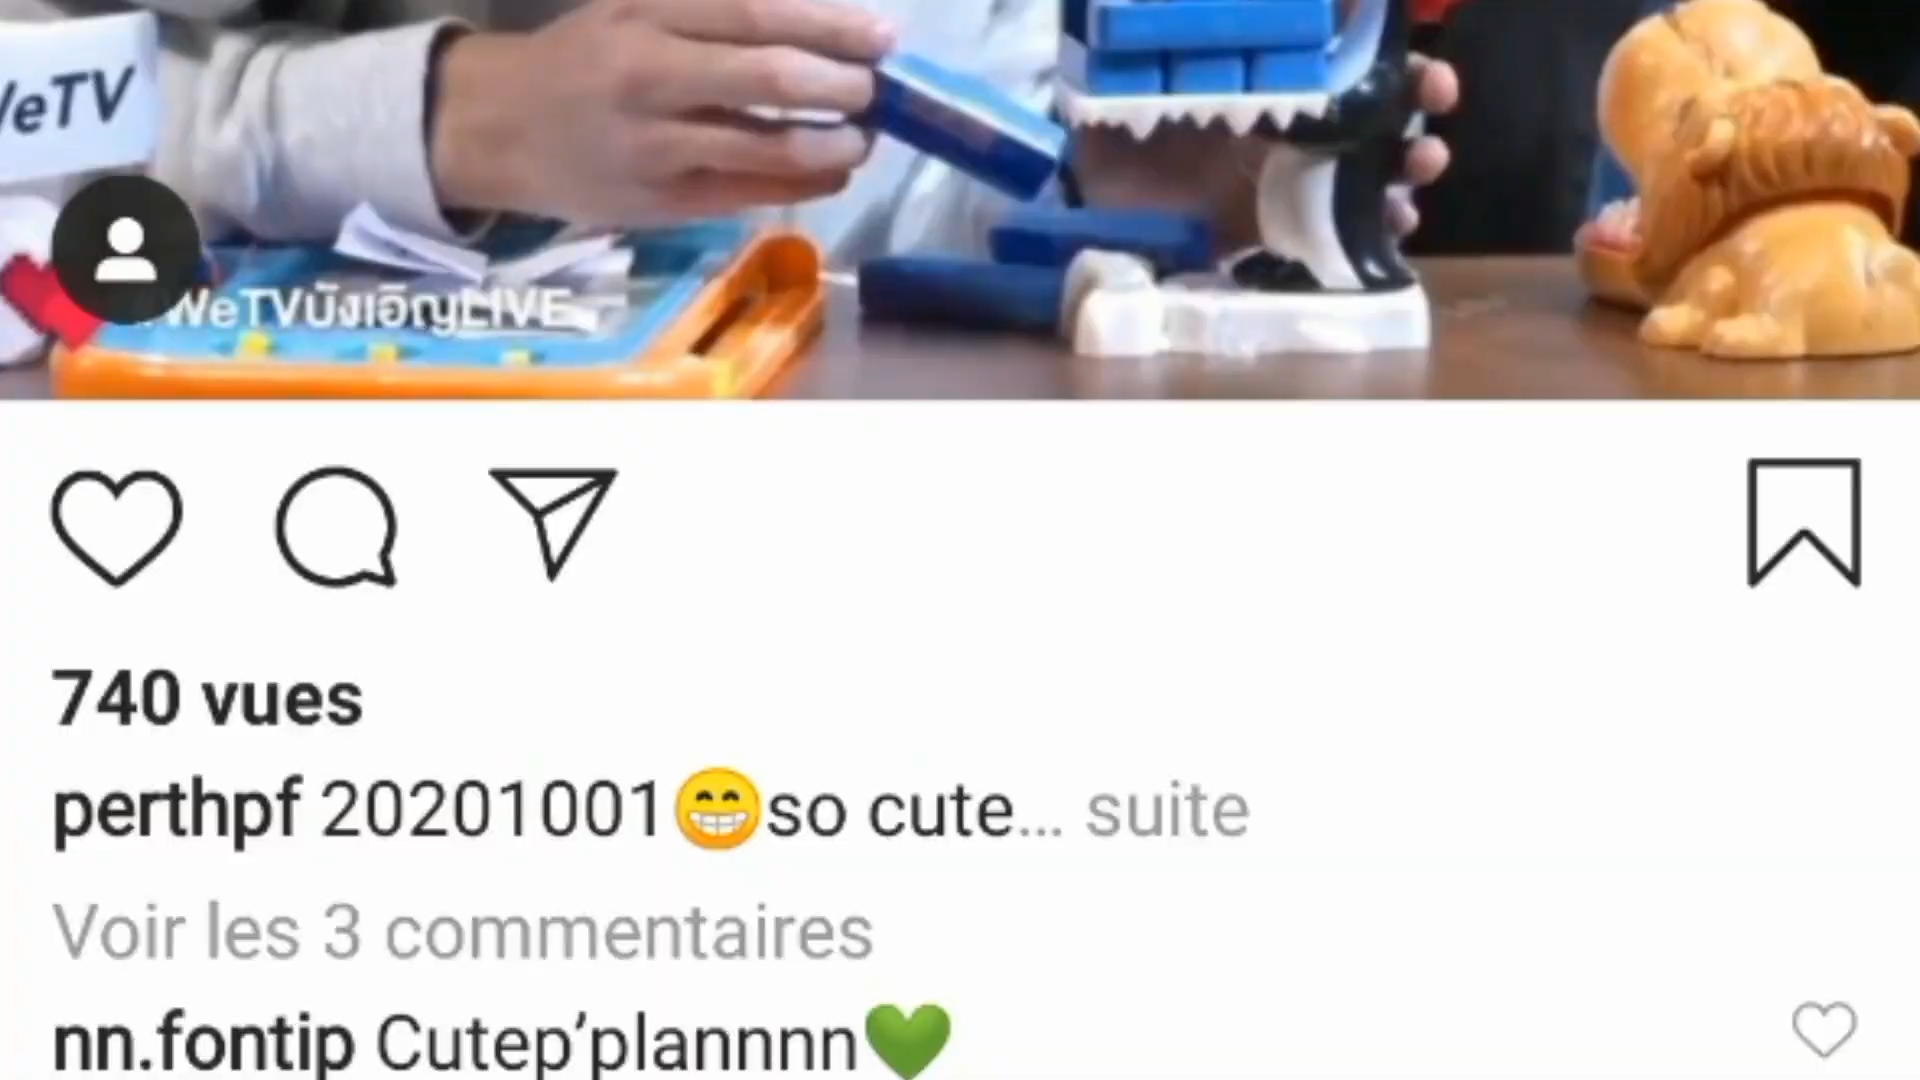 WeTV
WeTVบังเอิญLIVE
740 vues
perthpf 20201001😁so cute... suite
Voir les 3 commentaires
nn.fontip Cutep’plannnn💚